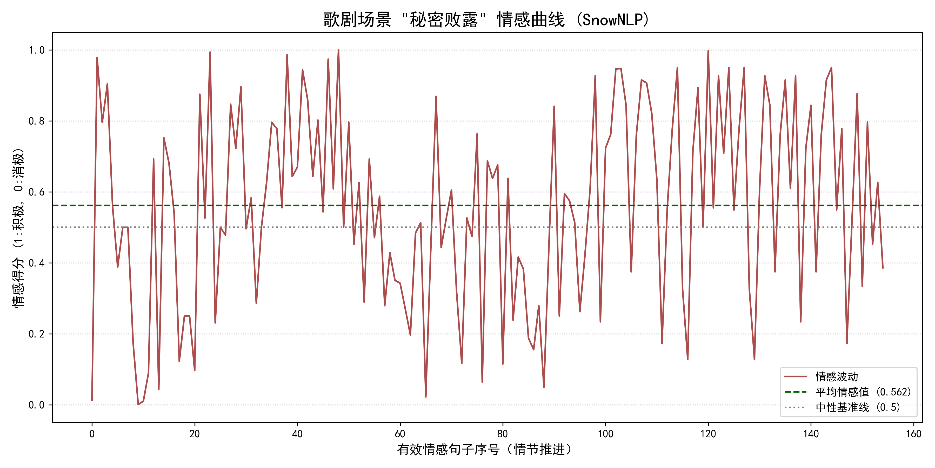 歌剧场景 "秘密败露" 情感曲线 (SnowNLP)
情感得分 (1:积极, 0:消极)
1.0
0.8
0.6
0.4
0.2
0.0
情感波动
平均情感值 (0.562)
中性基准线 (0.5)
0 20 40 60 80 100 120 140 160
有效情感句子序号（情节推进）